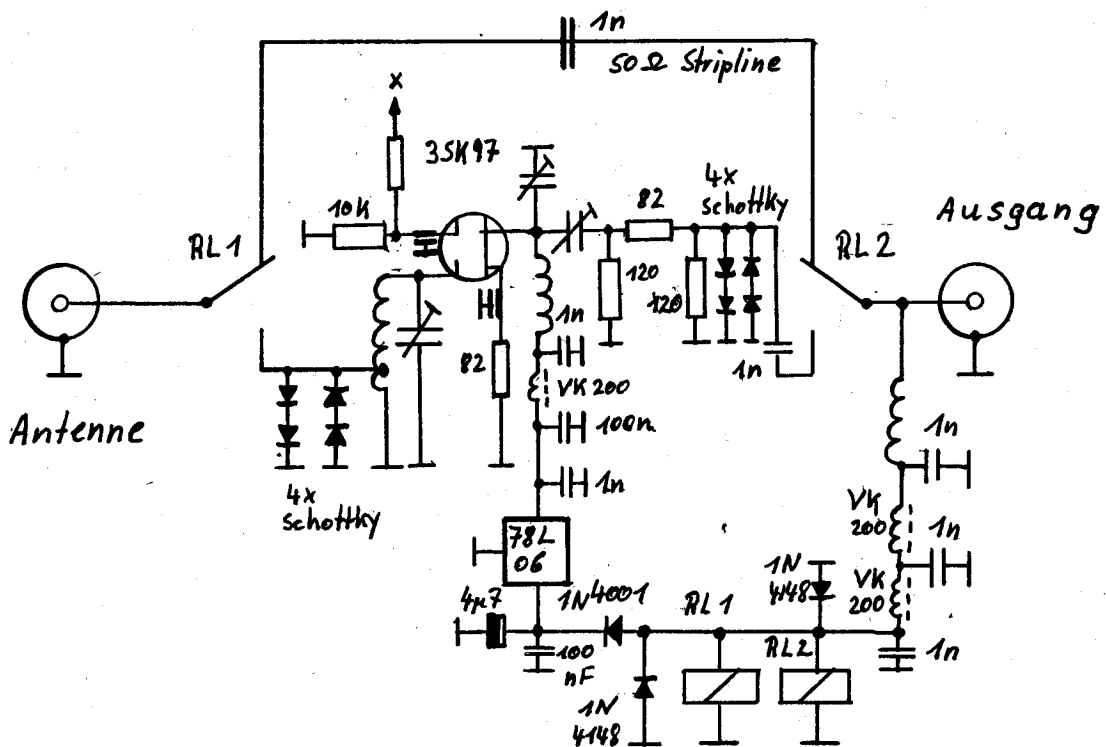 1n
50Ω Stripline
X
3SK97
10K
4x
Schottky
82
Ausgang
RL1
RL2
120
120
1n
82
1n
VK200
100n
Antenne
1n
1n
4x
Schottky
VK
200
1n
78L
06
1N
4148
VK
200
4µ7
1N4001
RL1
RL2
100
nF
1n
1N
4148